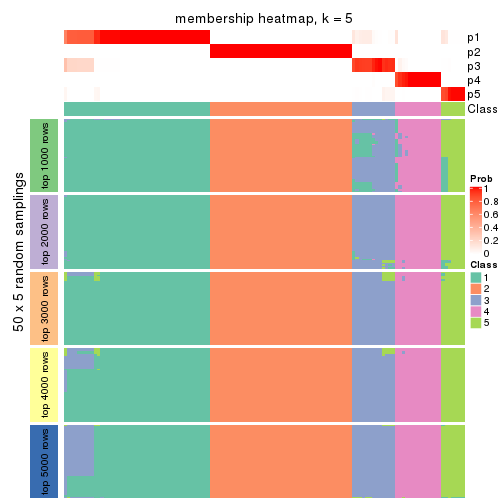 membership heatmap, k = 5
p1
p2
p3
p4
p5
Class
50 x 5 random samplings
top 1000 rows
top 2000 rows
top 3000 rows
top 4000 rows
top 5000 rows
Prob
1
0.8
0.6
0.4
0.2
0
Class
1
2
3
4
5